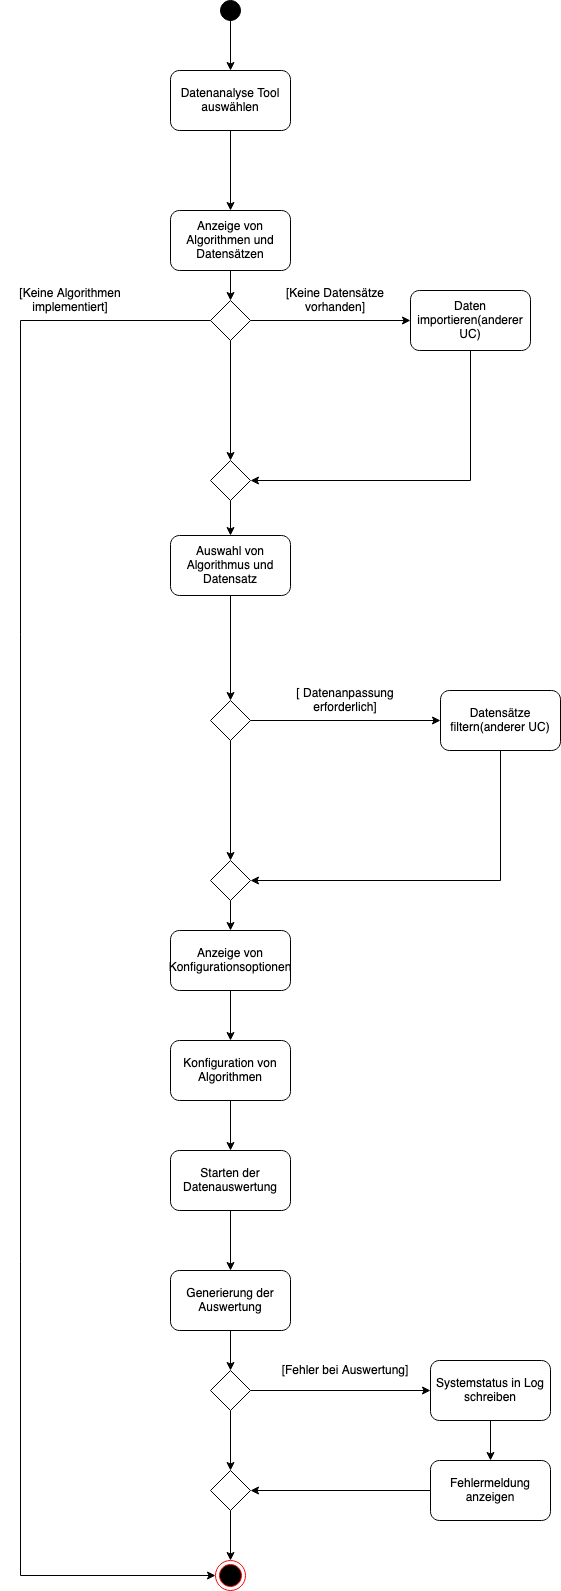 Datenanalyse Tool
auswählen
Anzeige von
Algorithmen und
Datensätzen
[Keine Algorithmen
implementiert]
[Keine Datensätze
vorhanden]
Daten
importieren(anderer
UC)
Auswahl von
Algorithmus und
Datensatz
[ Datenanpassung
erforderlich]
Datensätze
filtern(anderer UC)
Anzeige von
Konfigurationsoptionen
Konfiguration von
Algorithmen
Starten der
Datenauswertung
Generierung der
Auswertung
[Fehler bei Auswertung]
Systemstatus in Log
schreiben
Fehlermeldung
anzeigen